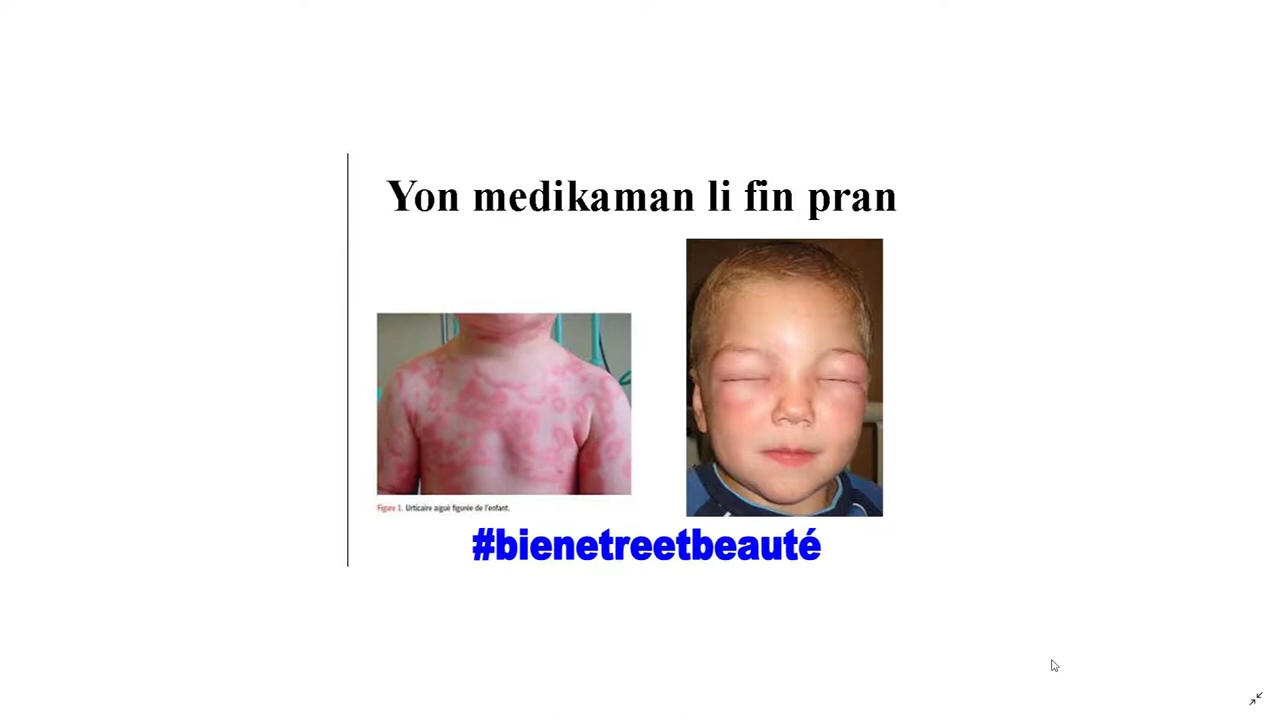 Yon medikaman li fin pran
Figure 1. Urticaire aiguë figurée de l'enfant.
#bienetreetbeauté